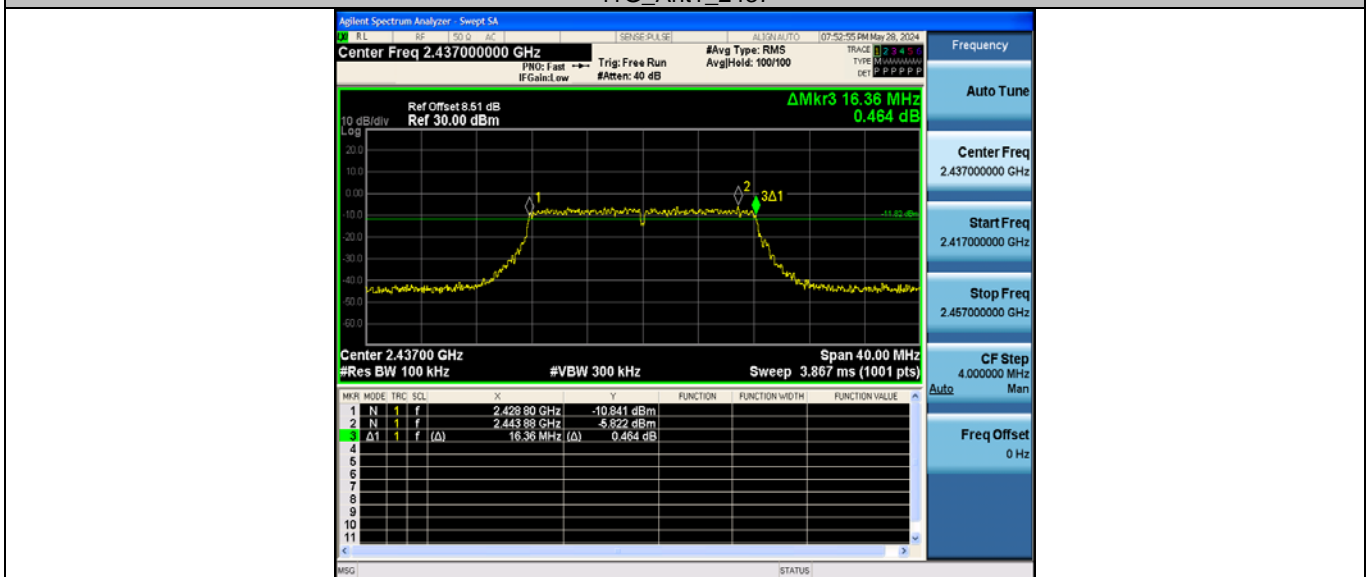 Agilent Spectrum Analyzer - Swept SA
RL RF 50 Ω AC SENSE:PULSE ALIGN AUTO 07:52:55 PM May 28, 2024
Center Freq 2.437000000 GHz
PNO: Fast
IFGain:Low
Trig: Free Run
#Atten: 40 dB
#Avg Type: RMS
Avg|Hold: 100/100
TRACE 1 2 3 4 5 6
TYPE M
DET P P P P P P
Frequency
Auto Tune
Center Freq
2.437000000 GHz
Start Freq
2.417000000 GHz
Stop Freq
2.457000000 GHz
CF Step
4.000000 MHz
Auto Man
Freq Offset
0 Hz
ΔMkr3 16.36 MHz
0.464 dB
Ref Offset 8.51 dB
10 dB/div Ref 30.00 dBm
Log
20.0
10.0
0.00
-10.0
-20.0
-30.0
-40.0
-50.0
-60.0
1
2
3Δ1
-11.82 dBm
Center 2.43700 GHz Span 40.00 MHz
#Res BW 100 kHz #VBW 300 kHz Sweep 3.867 ms (1001 pts)
MKR MODE TRC SCL X Y FUNCTION FUNCTION WIDTH FUNCTION VALUE
1 N 1 f 2.428 80 GHz -10.841 dBm
2 N 1 f 2.443 88 GHz -5.822 dBm
3 Δ1 1 f (Δ) 16.36 MHz (Δ) 0.464 dB
4
5
6
7
8
9
10
11
MSG STATUS